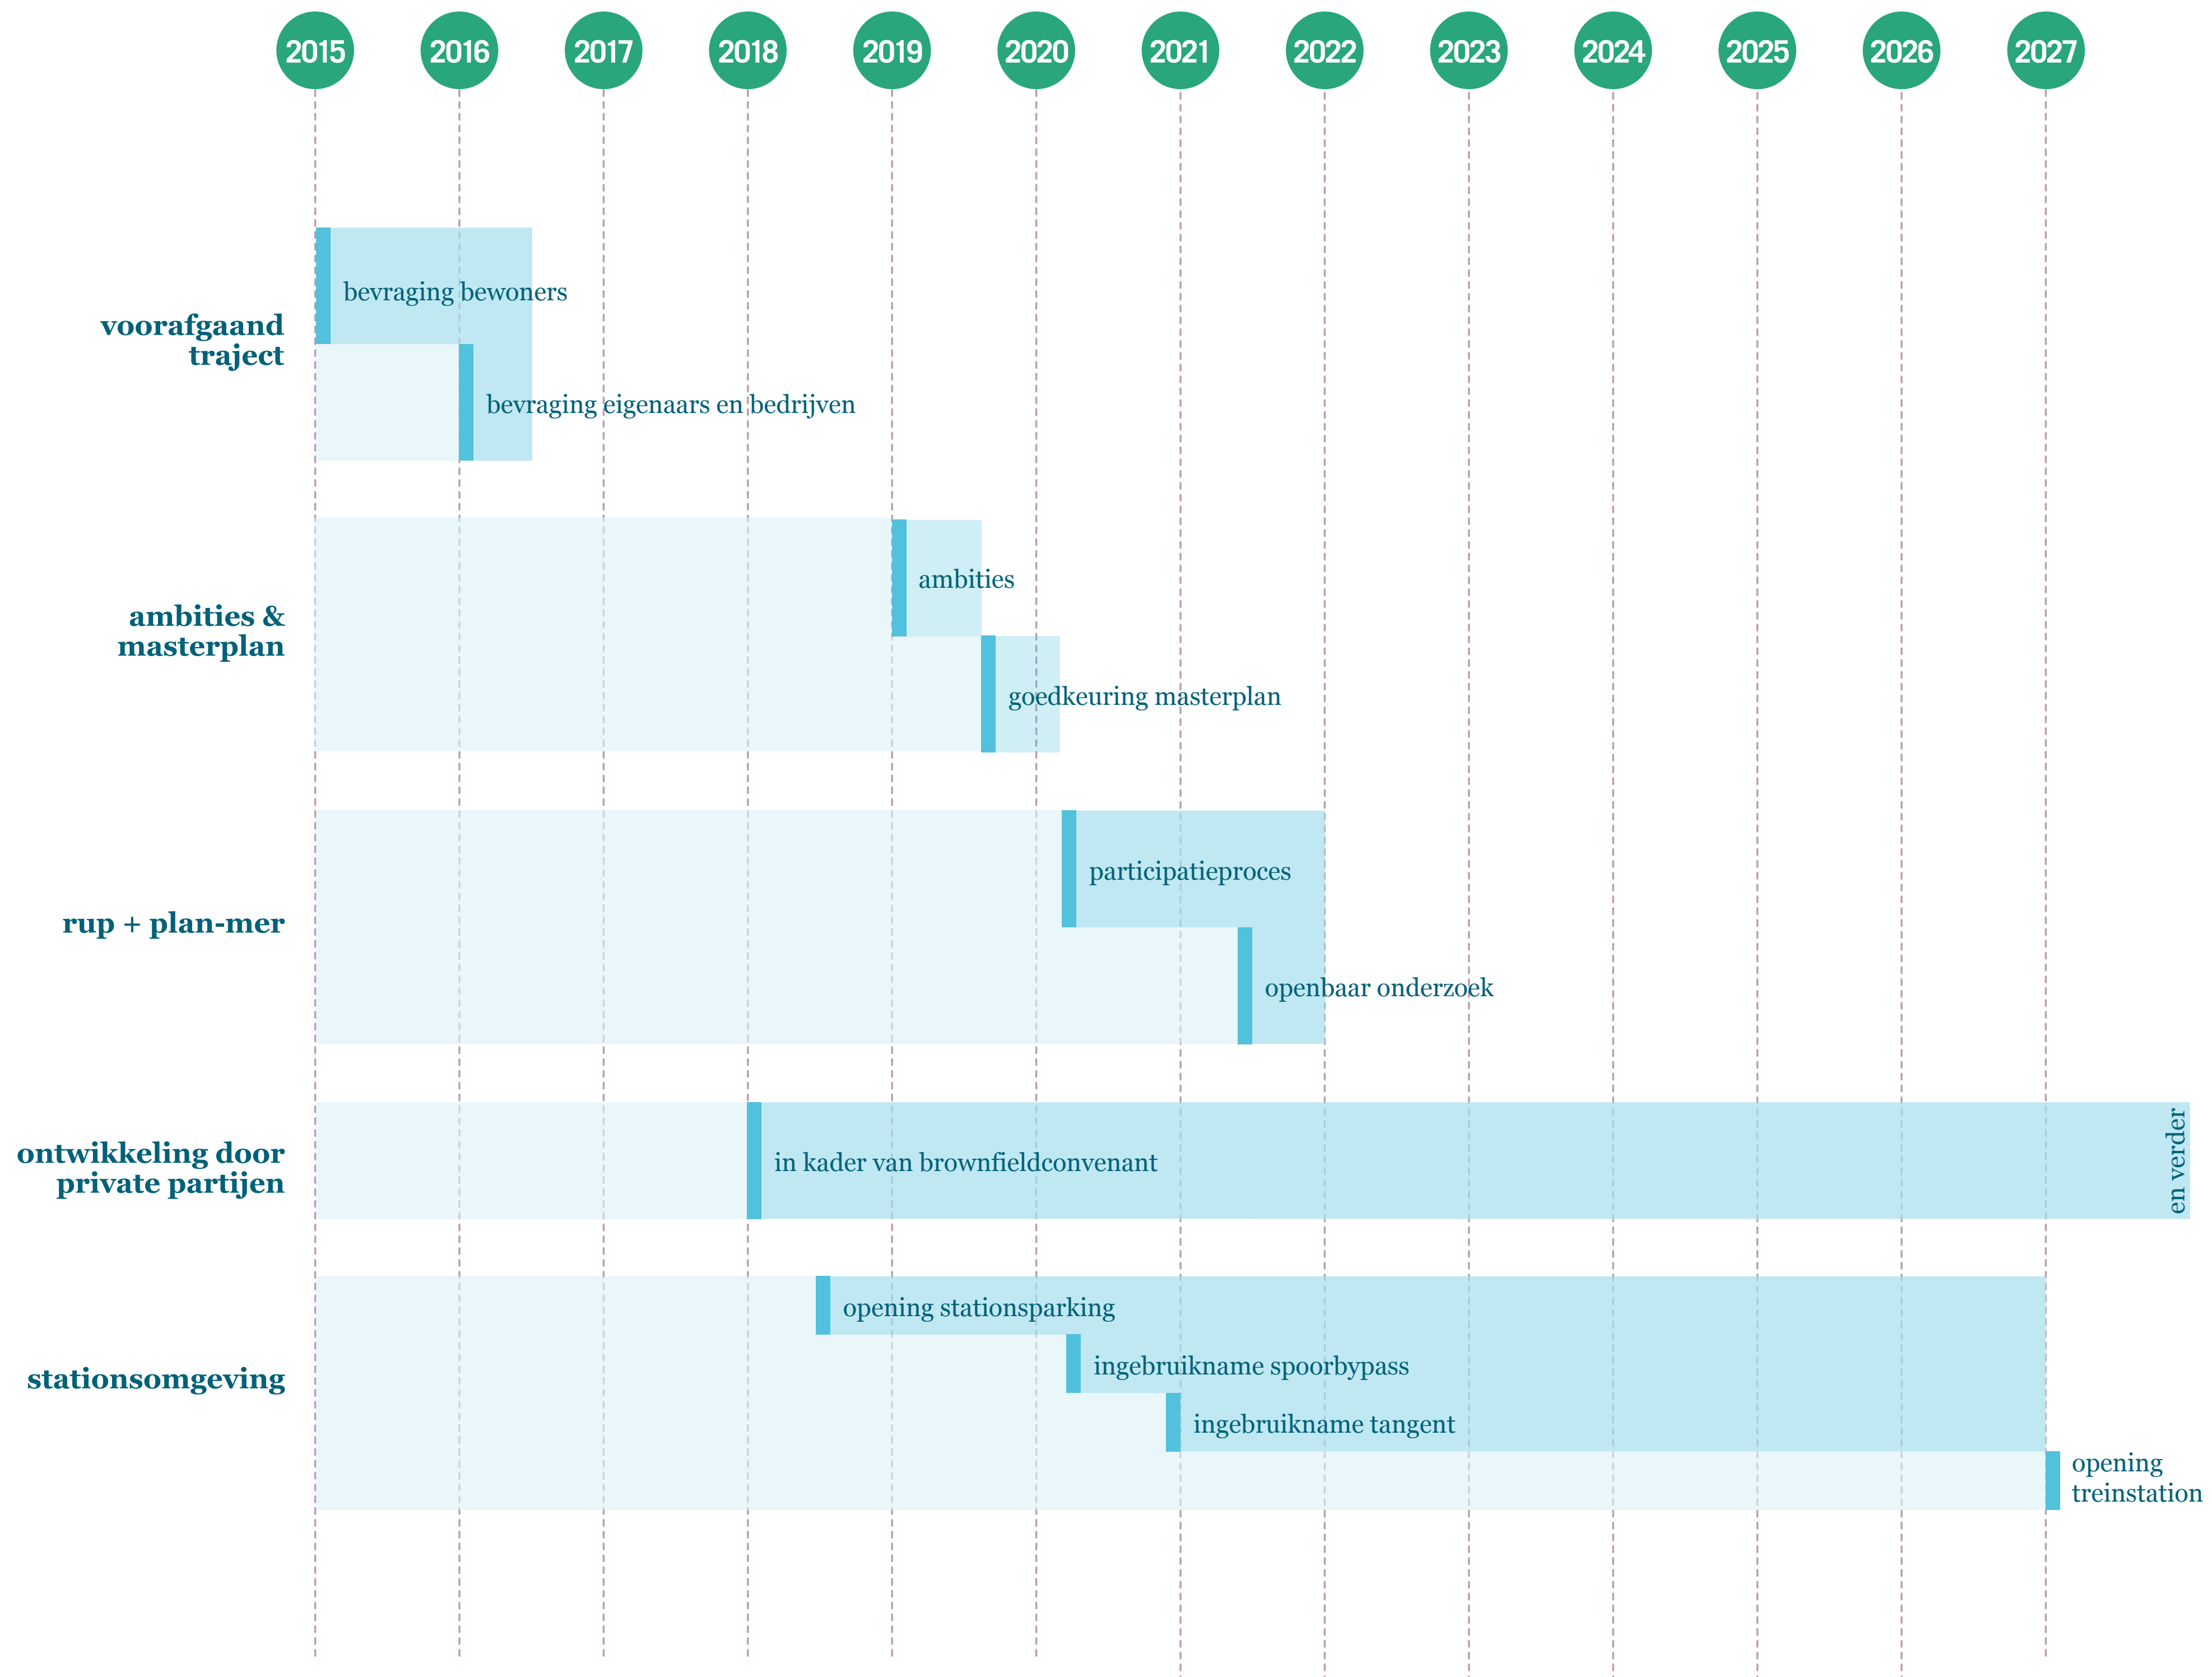 2015 2016 2017 2018 2019 2020 2021 2022 2023 2024 2025 2026 2027
voorafgaand
traject
bevraging bewoners
bevraging eigenaars en bedrijven
ambities &
masterplan
ambities
goedkeuring masterplan
rup + plan-mer
participatieproces
openbaar onderzoek
ontwikkeling door
private partijen
in kader van brownfieldconvenant
en verder
stationsomgeving
opening stationsparking
ingebruikname spoorbypass
ingebruikname tangent
opening
treinstation